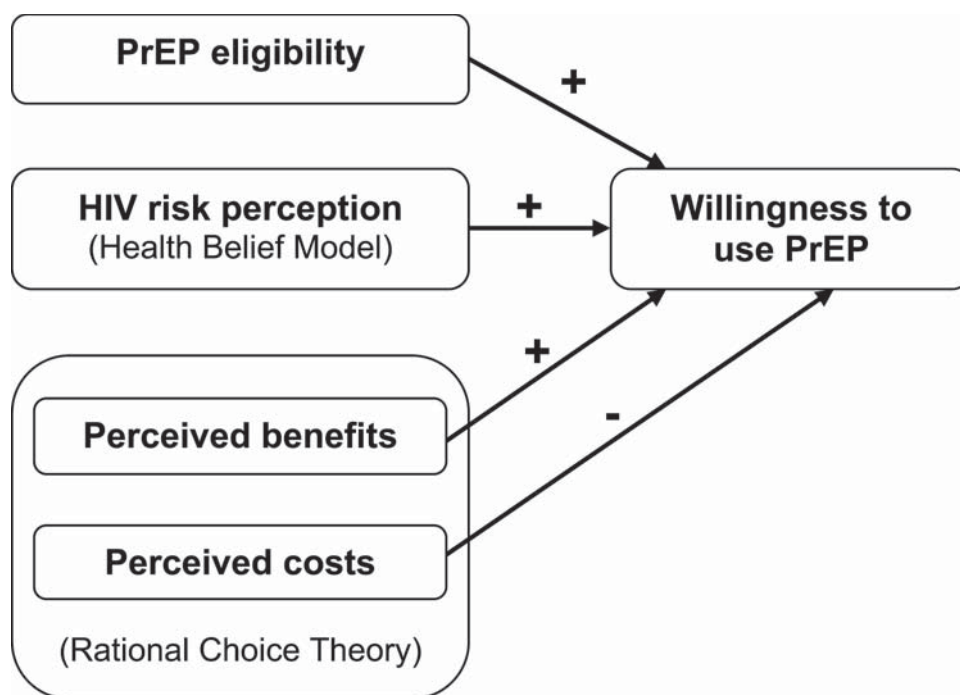 PrEP eligibility
+
HIV risk perception
(Health Belief Model)
+
Willingness to
use PrEP
+
Perceived benefits
-
Perceived costs
(Rational Choice Theory)